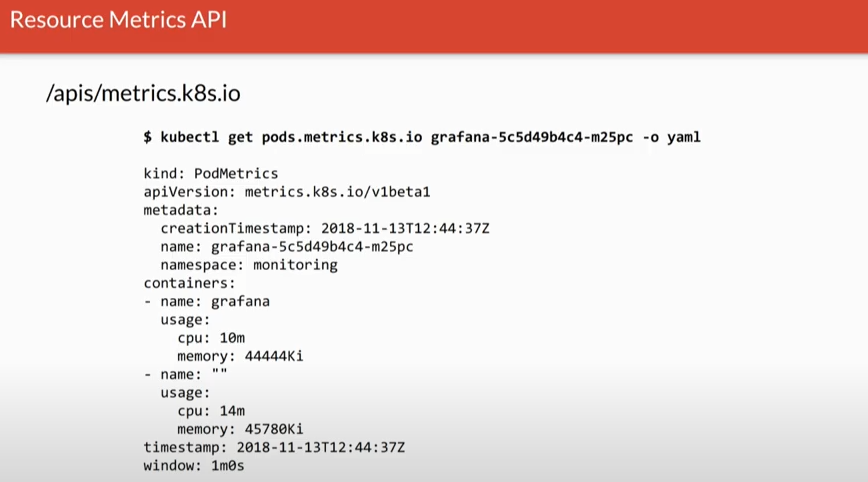 Resource Metrics API
/apis/metrics.k8s.io
$ kubectl get pods.metrics.k8s.io grafana-5c5d49b4c4-m25pc -o yaml
kind: PodMetrics
apiVersion: metrics.k8s.io/v1beta1
metadata:
  creationTimestamp: 2018-11-13T12:44:37Z
  name: grafana-5c5d49b4c4-m25pc
  namespace: monitoring
containers:
- name: grafana
  usage:
    cpu: 10m
    memory: 44444Ki
- name: ""
  usage:
    cpu: 14m
    memory: 45780Ki
timestamp: 2018-11-13T12:44:37Z
window: 1m0s